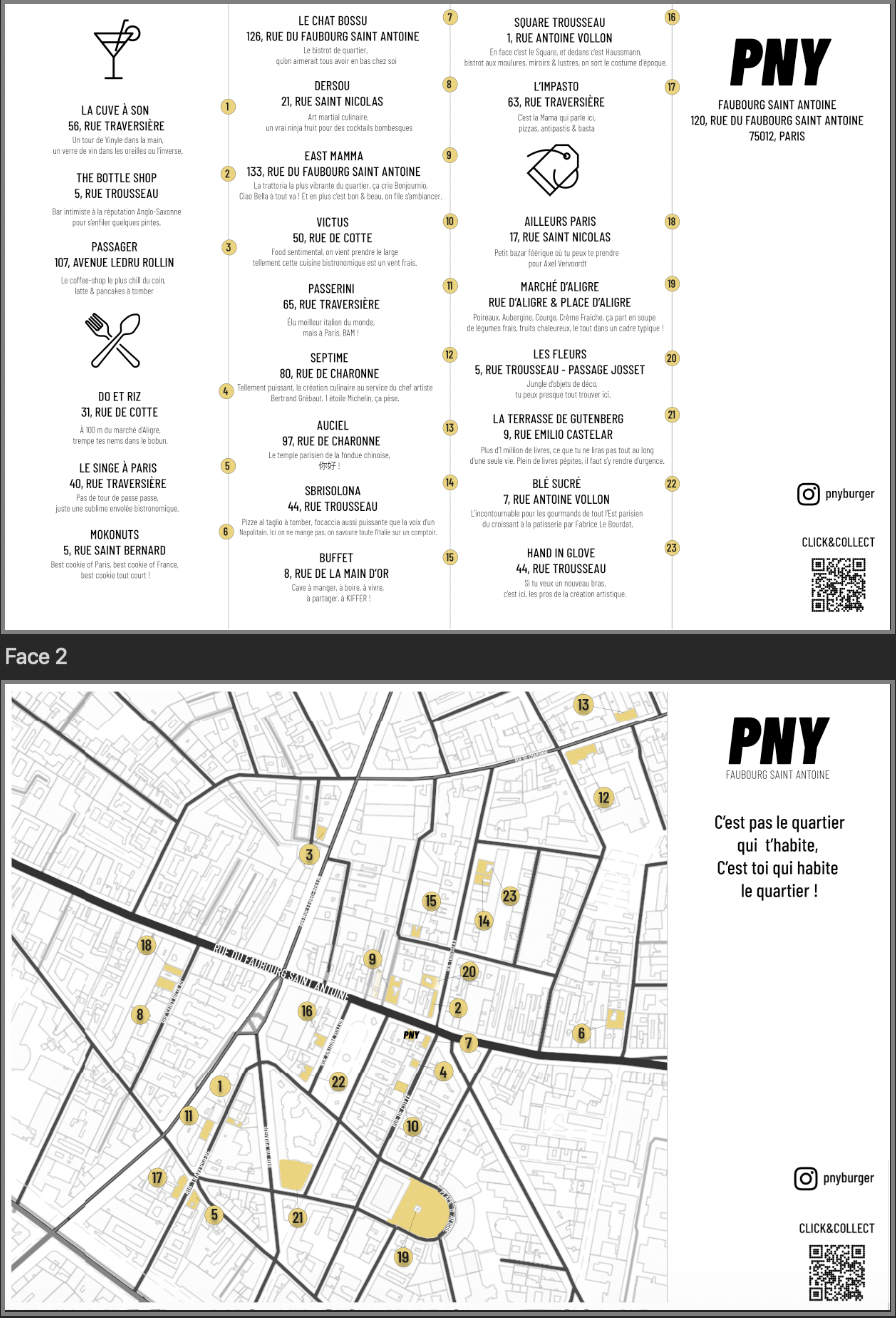 LA CUVE À SON
56, RUE TRAVERSIÈRE
Un tour de Vinyle dans la main,
un verre de vin dans les oreilles ou l'inverse.
1
THE BOTTLE SHOP
5, RUE TROUSSEAU
Bar intimiste à la réputation Anglo-Saxonne
pour s'enfiler quelques pintes.
2
PASSAGER
107, AVENUE LEDRU ROLLIN
Le coffee-shop le plus chill du coin,
latte & pancakes à tomber
3
DO ET RIZ
31, RUE DE COTTE
À 100 m du marché d'Aligre,
trempe tes nems dans le bobun.
4
LE SINGE À PARIS
40, RUE TRAVERSIÈRE
Pas de tour de passe passe,
juste une sublime envolée bistronomique.
5
MOKONUTS
5, RUE SAINT BERNARD
Best cookie of Paris, best cookie of France,
best cookie tout court !
6
LE CHAT BOSSU
126, RUE DU FAUBOURG SAINT ANTOINE
Le bistrot de quartier,
qu'on aimerait tous avoir en bas chez soi
7
DERSOU
21, RUE SAINT NICOLAS
Art martial culinaire,
un vrai ninja fruit pour des cocktails bombesques
8
EAST MAMMA
133, RUE DU FAUBOURG SAINT ANTOINE
La trattoria la plus vibrante du quartier, ça crie Bonjournio,
Ciao Bella à tout va ! Et en plus c'est bon & beau, on file s'ambiancer.
9
VICTUS
50, RUE DE COTTE
Food sentimental, on vient prendre le large
tellement cette cuisine bistronomique est un vent frais.
10
PASSERINI
65, RUE TRAVERSIÈRE
Élu meilleur italien du monde,
mais à Paris, BAM !
11
SEPTIME
80, RUE DE CHARONNE
Tellement puissant, la création culinaire au service du chef artiste
Bertrand Grébaut. 1 étoile Michelin, ça pèse.
12
AUCIEL
97, RUE DE CHARONNE
Le temple parisien de la fondue chinoise,
你好 !
13
SBRISOLONA
44, RUE TROUSSEAU
Pizze al taglio à tomber, focaccia aussi puissante que la voix d'un
Napolitain. Ici on ne mange pas, on savoure toute l'Italie sur un comptoir.
14
BUFFET
8, RUE DE LA MAIN D'OR
Cave à manger, à boire, à vivre,
à partager, à KIFFER !
15
SQUARE TROUSSEAU
1, RUE ANTOINE VOLLON
En face c'est le Square, et dedans c'est Haussmann,
bistrot aux moulures, miroirs & lustres, on sort le costume d'époque.
16
L'IMPASTO
63, RUE TRAVERSIÈRE
C'est la Mama qui parle ici,
pizzas, antipastis & basta
17
AILLEURS PARIS
17, RUE SAINT NICOLAS
Petit bazar féérique où tu peux te prendre
pour Axel Vervoordt
18
MARCHÉ D'ALIGRE
RUE D'ALIGRE & PLACE D'ALIGRE
Poireaux, Aubergine, Courge, Crème Fraiche, ça part en soupe
de légumes frais, fruits chaleureux, le tout dans un cadre typique !
19
LES FLEURS
5, RUE TROUSSEAU - PASSAGE JOSSET
Jungle d'objets de déco,
tu peux presque tout trouver ici.
20
LA TERRASSE DE GUTENBERG
9, RUE EMILIO CASTELAR
Plus d'1 million de livres, ce que tu ne liras pas tout au long
d'une seule vie. Plein de livres pépites, il faut s'y rendre d'urgence.
21
BLÉ SUCRÉ
7, RUE ANTOINE VOLLON
L'incontournable pour les gourmands de tout l'Est parisien
du croissant à la patisserie par Fabrice Le Bourdat.
22
HAND IN GLOVE
44, RUE TROUSSEAU
Si tu veux un nouveau bras,
c'est ici, les pros de la création artistique.
23
PNY
FAUBOURG SAINT ANTOINE
120, RUE DU FAUBOURG SAINT ANTOINE
75012, PARIS
pnyburger
CLICK&COLLECT
Face 2
13
12
3
15
23
14
18
RUE DU FAUBOURG SAINT ANTOINE
9
20
8
16
2
PNY
7
6
1
22
4
11
10
17
5
21
19
PNY
FAUBOURG SAINT ANTOINE
C'est pas le quartier
qui t'habite,
C'est toi qui habite
le quartier !
pnyburger
CLICK&COLLECT